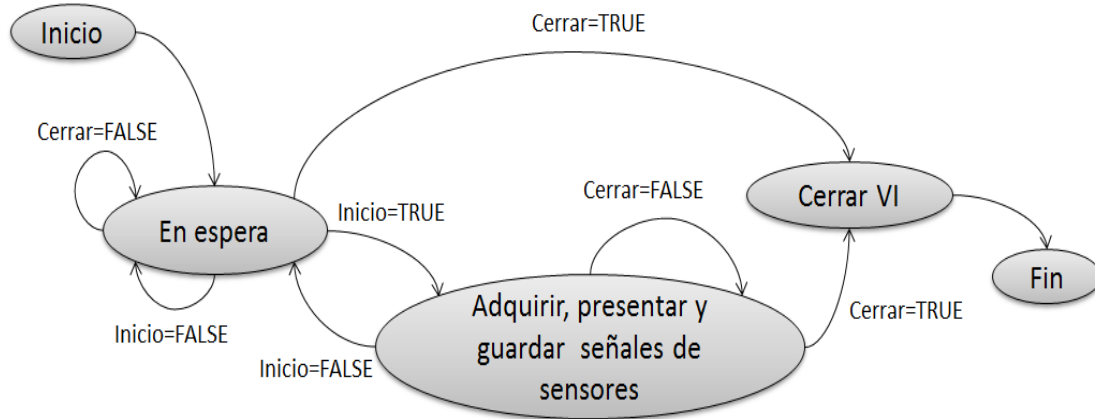 Inicio
Cerrar=TRUE
Cerrar=FALSE
Cerrar=FALSE
Cerrar VI
En espera
Inicio=TRUE
Fin
Adquirir, presentar y
guardar señales de
sensores
Cerrar=TRUE
Inicio=FALSE
Inicio=FALSE